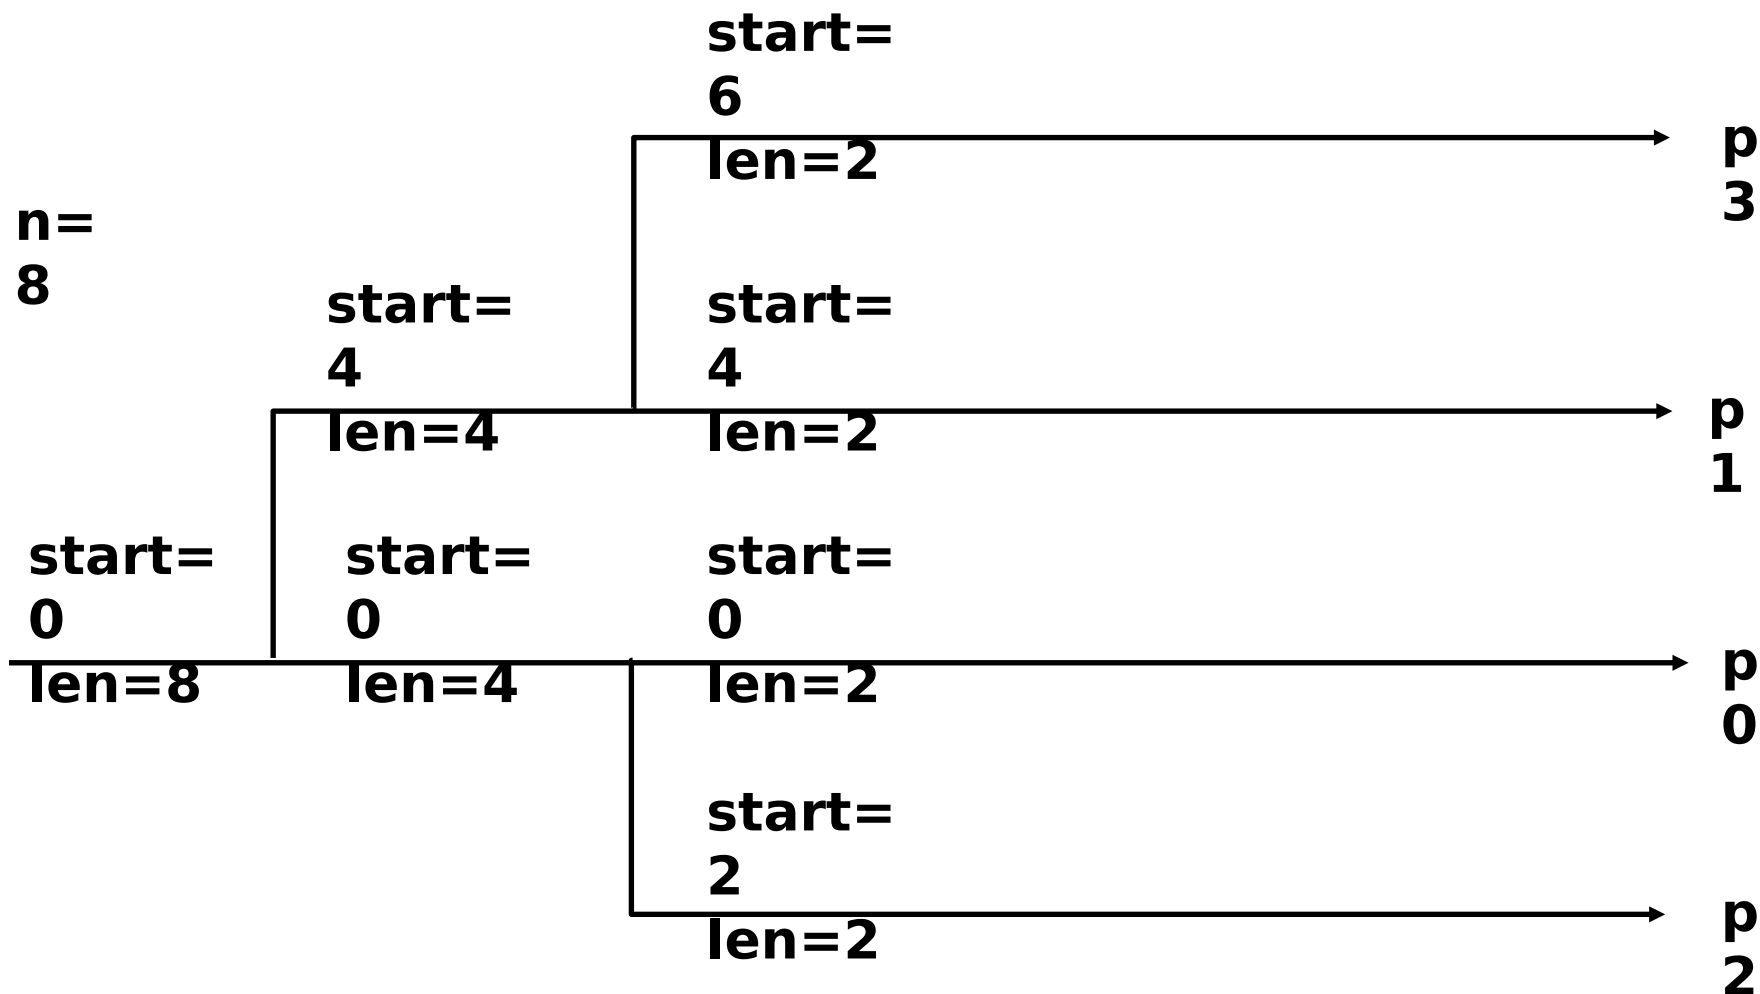 start=
6
len=2
p
3
n=
8
start=
4
len=4
start=
4
len=2
p
1
start=
0
len=8
start=
0
len=4
start=
0
len=2
p
0
start=
2
len=2
p
2